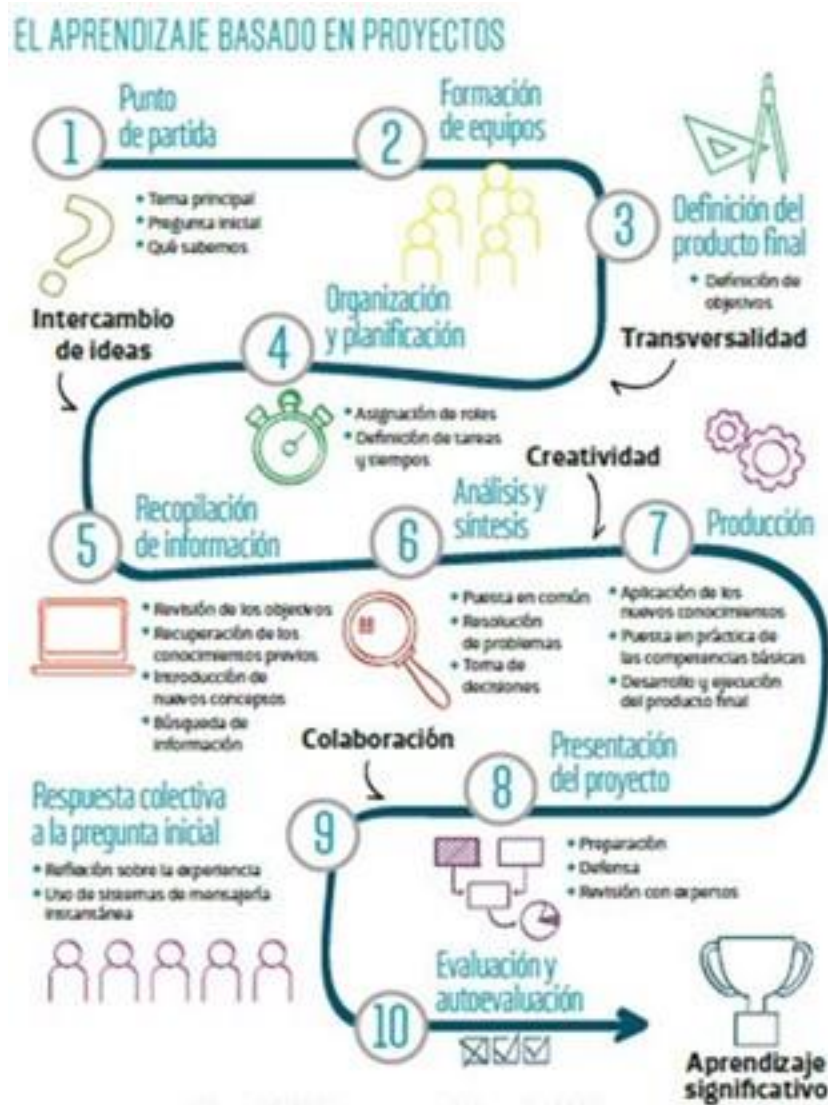 EL APRENDIZAJE BASADO EN PROYECTOS
1
Punto
de partida
• Tema principal
• Pregunta inicial
• Qué sabemos
2
Formación
de equipos
3
Definición del
producto final
• Definición de
objetivos
Transversalidad
4
Organización
y planificación
• Asignación de roles
• Definición de tareas
y tiempos
Intercambio
de ideas
5
Recopilación
de información
• Revisión de los objetivos
• Recuperación de los
conocimientos previos
• Introducción de
nuevos conceptos
• Búsqueda de
información
6
Análisis y
síntesis
• Puesta en común
• Resolución
de problemas
• Toma de
decisiones
Creatividad
7
Producción
• Aplicación de los
nuevos conocimientos
• Puesta en práctica de
las competencias básicas
• Desarrollo y ejecución
del producto final
8
Presentación
del proyecto
• Preparación
• Defensa
• Revisión con expertos
Colaboración
9
Respuesta colectiva
a la pregunta inicial
• Reflexión sobre la experiencia
• Uso de sistemas de mensajería
instantánea
10
Evaluación y
autoevaluación
Aprendizaje
significativo